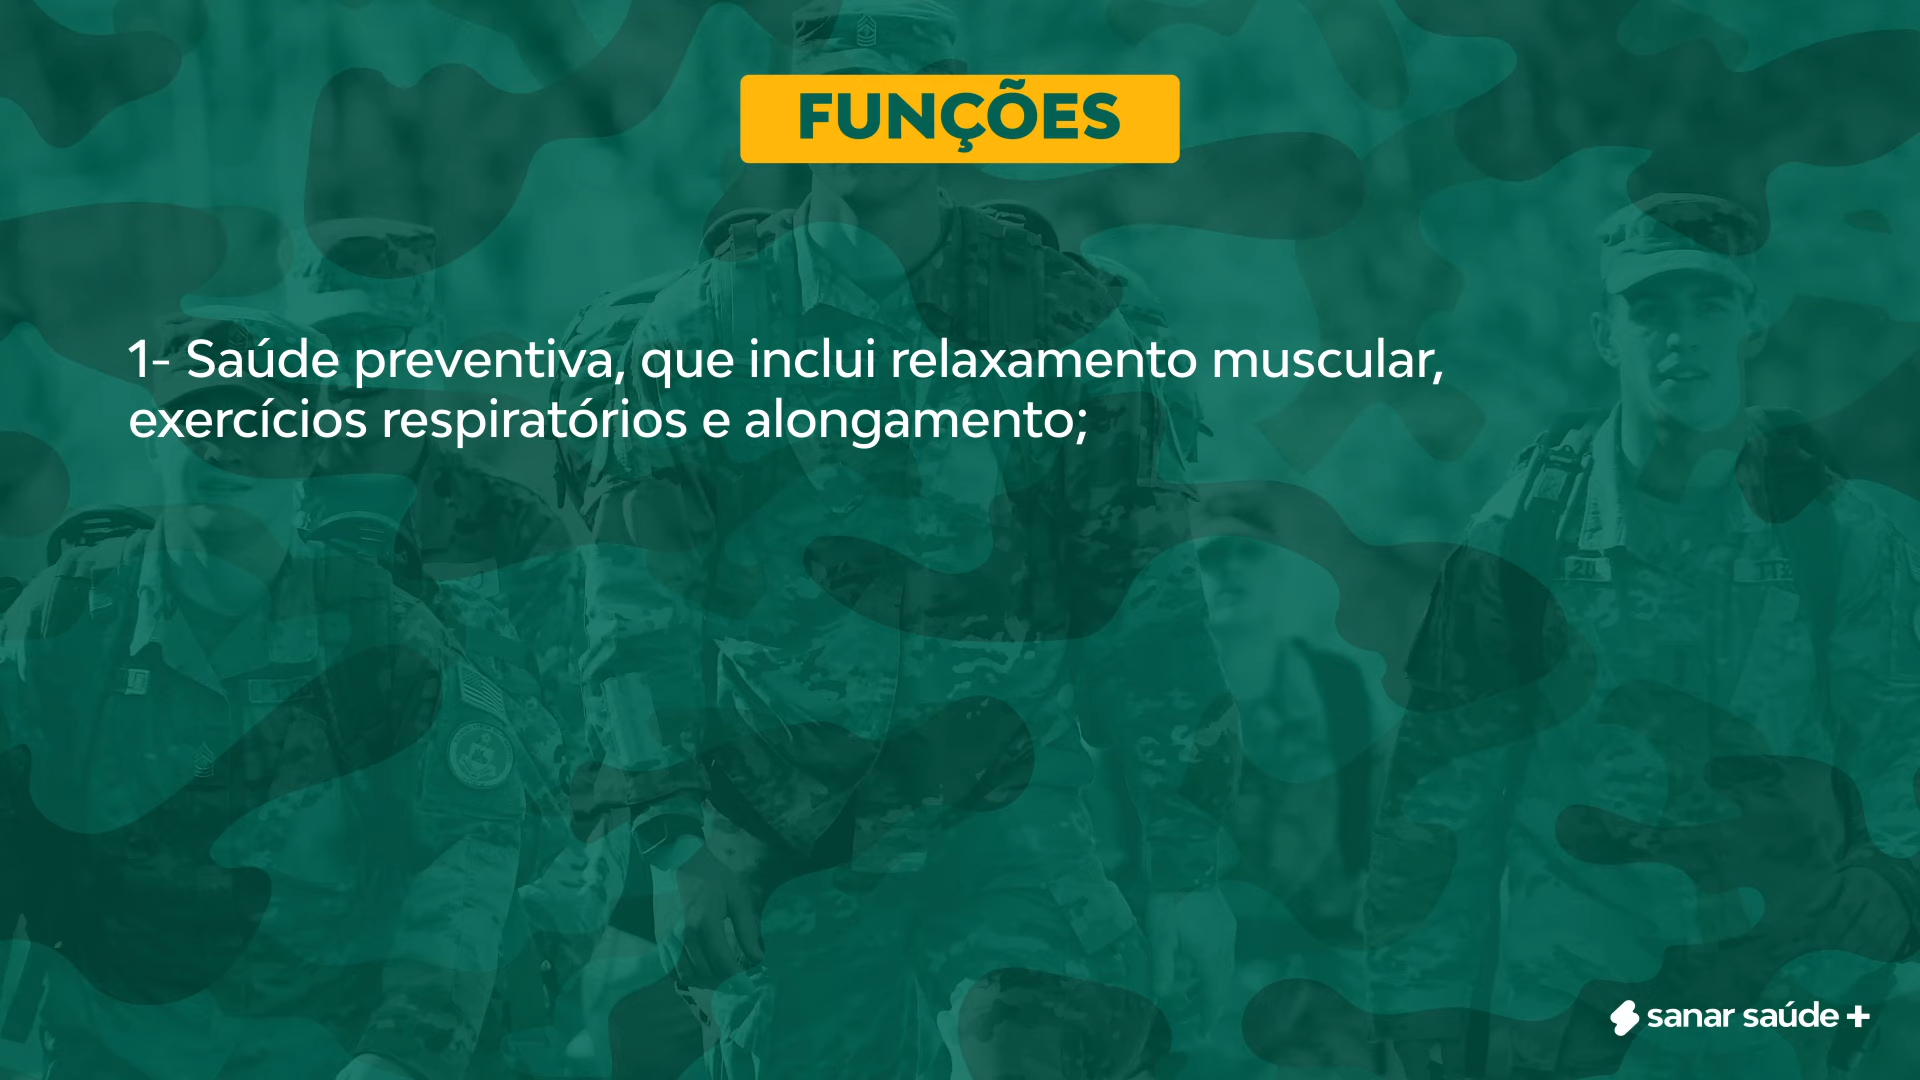 FUNÇÕES
1- Saúde preventiva, que inclui relaxamento muscular,
exercícios respiratórios e alongamento;
sanar saúde +